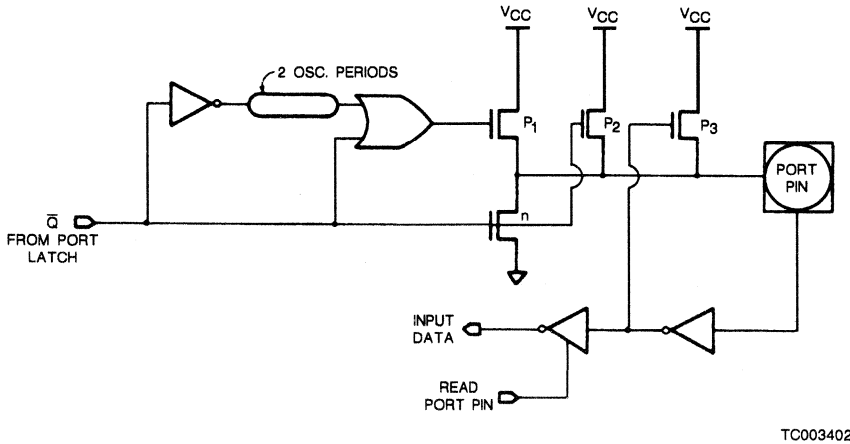 VCC VCC VCC
2 OSC. PERIODS
P1 P2 P3
PORT
PIN
Q̅
n
FROM PORT
LATCH
INPUT
DATA
READ
PORT PIN
TC003402